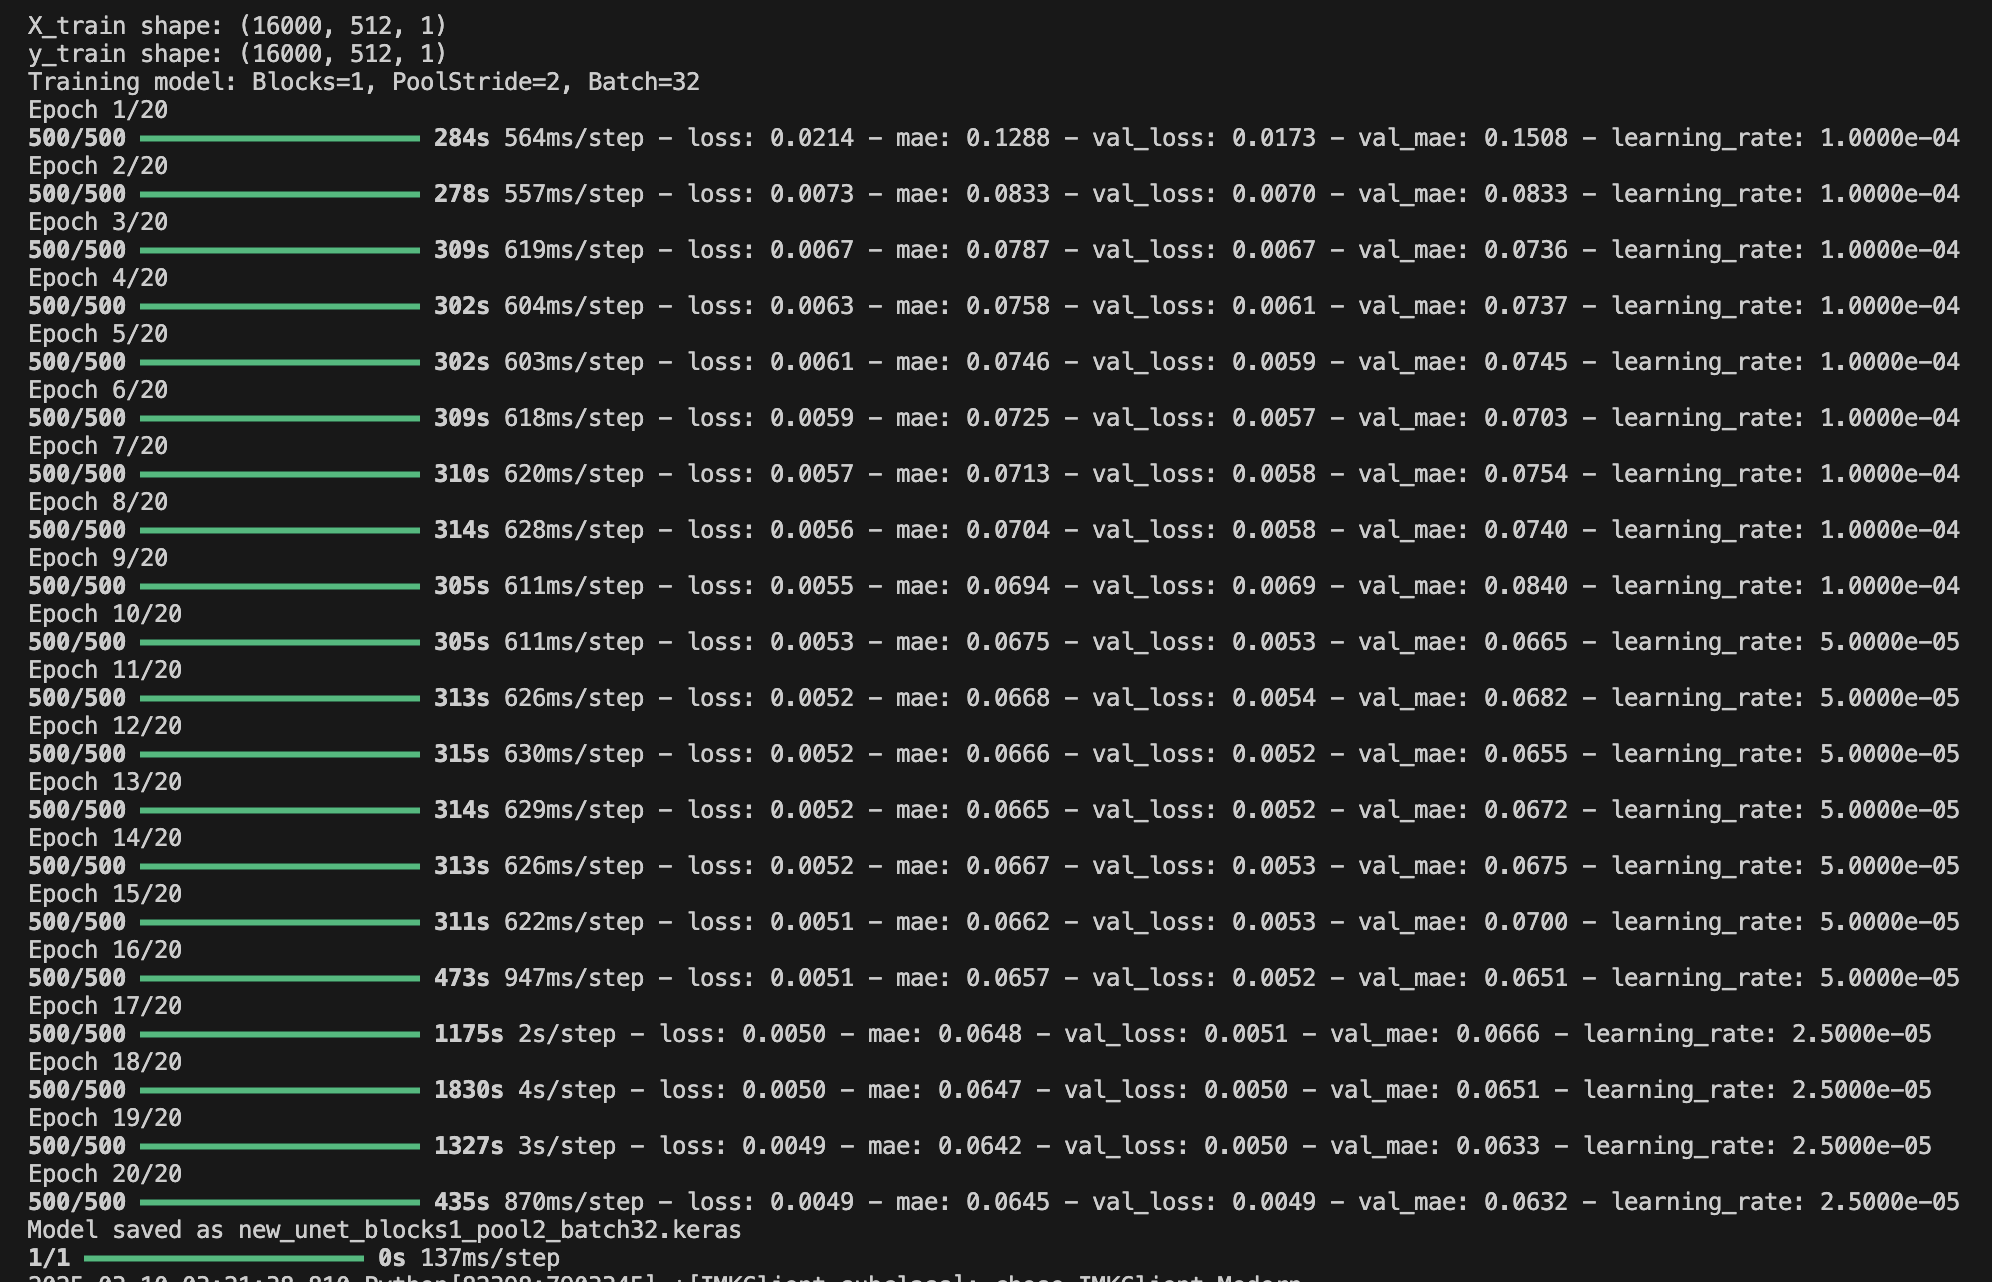 X_train shape: (16000, 512, 1)
y_train shape: (16000, 512, 1)
Training model: Blocks=1, PoolStride=2, Batch=32
Epoch 1/20
500/500 284s 564ms/step - loss: 0.0214 - mae: 0.1288 - val_loss: 0.0173 - val_mae: 0.1508 - learning_rate: 1.0000e-04
Epoch 2/20
500/500 278s 557ms/step - loss: 0.0073 - mae: 0.0833 - val_loss: 0.0070 - val_mae: 0.0833 - learning_rate: 1.0000e-04
Epoch 3/20
500/500 309s 619ms/step - loss: 0.0067 - mae: 0.0787 - val_loss: 0.0067 - val_mae: 0.0736 - learning_rate: 1.0000e-04
Epoch 4/20
500/500 302s 604ms/step - loss: 0.0063 - mae: 0.0758 - val_loss: 0.0061 - val_mae: 0.0737 - learning_rate: 1.0000e-04
Epoch 5/20
500/500 302s 603ms/step - loss: 0.0061 - mae: 0.0746 - val_loss: 0.0059 - val_mae: 0.0745 - learning_rate: 1.0000e-04
Epoch 6/20
500/500 309s 618ms/step - loss: 0.0059 - mae: 0.0725 - val_loss: 0.0057 - val_mae: 0.0703 - learning_rate: 1.0000e-04
Epoch 7/20
500/500 310s 620ms/step - loss: 0.0057 - mae: 0.0713 - val_loss: 0.0058 - val_mae: 0.0754 - learning_rate: 1.0000e-04
Epoch 8/20
500/500 314s 628ms/step - loss: 0.0056 - mae: 0.0704 - val_loss: 0.0058 - val_mae: 0.0740 - learning_rate: 1.0000e-04
Epoch 9/20
500/500 305s 611ms/step - loss: 0.0055 - mae: 0.0694 - val_loss: 0.0069 - val_mae: 0.0840 - learning_rate: 1.0000e-04
Epoch 10/20
500/500 305s 611ms/step - loss: 0.0053 - mae: 0.0675 - val_loss: 0.0053 - val_mae: 0.0665 - learning_rate: 5.0000e-05
Epoch 11/20
500/500 313s 626ms/step - loss: 0.0052 - mae: 0.0668 - val_loss: 0.0054 - val_mae: 0.0682 - learning_rate: 5.0000e-05
Epoch 12/20
500/500 315s 630ms/step - loss: 0.0052 - mae: 0.0666 - val_loss: 0.0052 - val_mae: 0.0655 - learning_rate: 5.0000e-05
Epoch 13/20
500/500 314s 629ms/step - loss: 0.0052 - mae: 0.0665 - val_loss: 0.0052 - val_mae: 0.0672 - learning_rate: 5.0000e-05
Epoch 14/20
500/500 313s 626ms/step - loss: 0.0052 - mae: 0.0667 - val_loss: 0.0053 - val_mae: 0.0675 - learning_rate: 5.0000e-05
Epoch 15/20
500/500 311s 622ms/step - loss: 0.0051 - mae: 0.0662 - val_loss: 0.0053 - val_mae: 0.0700 - learning_rate: 5.0000e-05
Epoch 16/20
500/500 473s 947ms/step - loss: 0.0051 - mae: 0.0657 - val_loss: 0.0052 - val_mae: 0.0651 - learning_rate: 5.0000e-05
Epoch 17/20
500/500 1175s 2s/step - loss: 0.0050 - mae: 0.0648 - val_loss: 0.0051 - val_mae: 0.0666 - learning_rate: 2.5000e-05
Epoch 18/20
500/500 1830s 4s/step - loss: 0.0050 - mae: 0.0647 - val_loss: 0.0050 - val_mae: 0.0651 - learning_rate: 2.5000e-05
Epoch 19/20
500/500 1327s 3s/step - loss: 0.0049 - mae: 0.0642 - val_loss: 0.0050 - val_mae: 0.0633 - learning_rate: 2.5000e-05
Epoch 20/20
500/500 435s 870ms/step - loss: 0.0049 - mae: 0.0645 - val_loss: 0.0049 - val_mae: 0.0632 - learning_rate: 2.5000e-05
Model saved as new_unet_blocks1_pool2_batch32.keras
1/1 0s 137ms/step